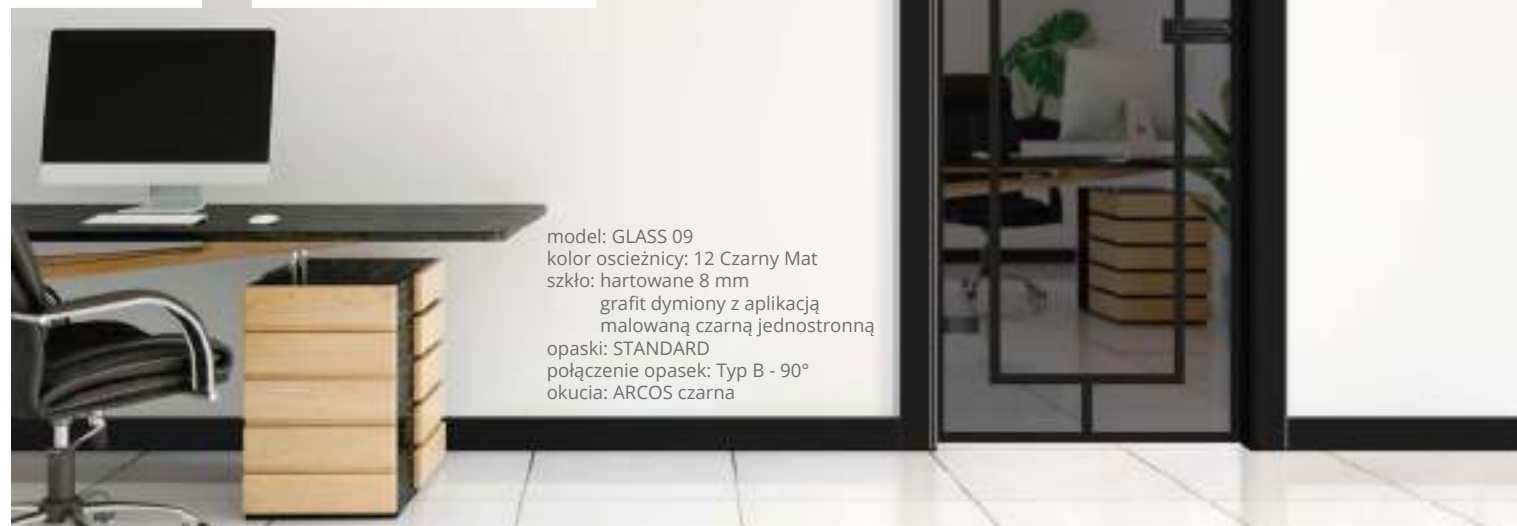 model: GLASS 09
kolor oscieżnicy: 12 Czarny Mat
szkło: hartowane 8 mm
grafit dymiony z aplikacją
malowaną czarną jednostronną
opaski: STANDARD
połączenie opasek: Typ B - 90°
okucia: ARCOS czarna